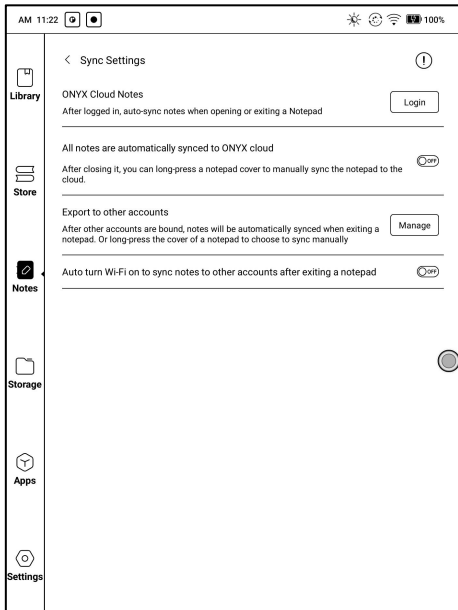 AM 11:22
100%
Sync Settings
Library
ONYX Cloud Notes
After logged in, auto-sync notes when opening or exiting a Notepad
Login
All notes are automatically synced to ONYX cloud
OFF
After closing it, you can long-press a notepad cover to manually sync the notepad to the
cloud.
Store
Export to other accounts
After other accounts are bound, notes will be automatically synced when exiting a
notepad. Or long-press the cover of a notepad to choose to sync manually
Manage
Auto turn Wi-Fi on to sync notes to other accounts after exiting a notepad
OFF
Notes
Storage
Apps
Settings